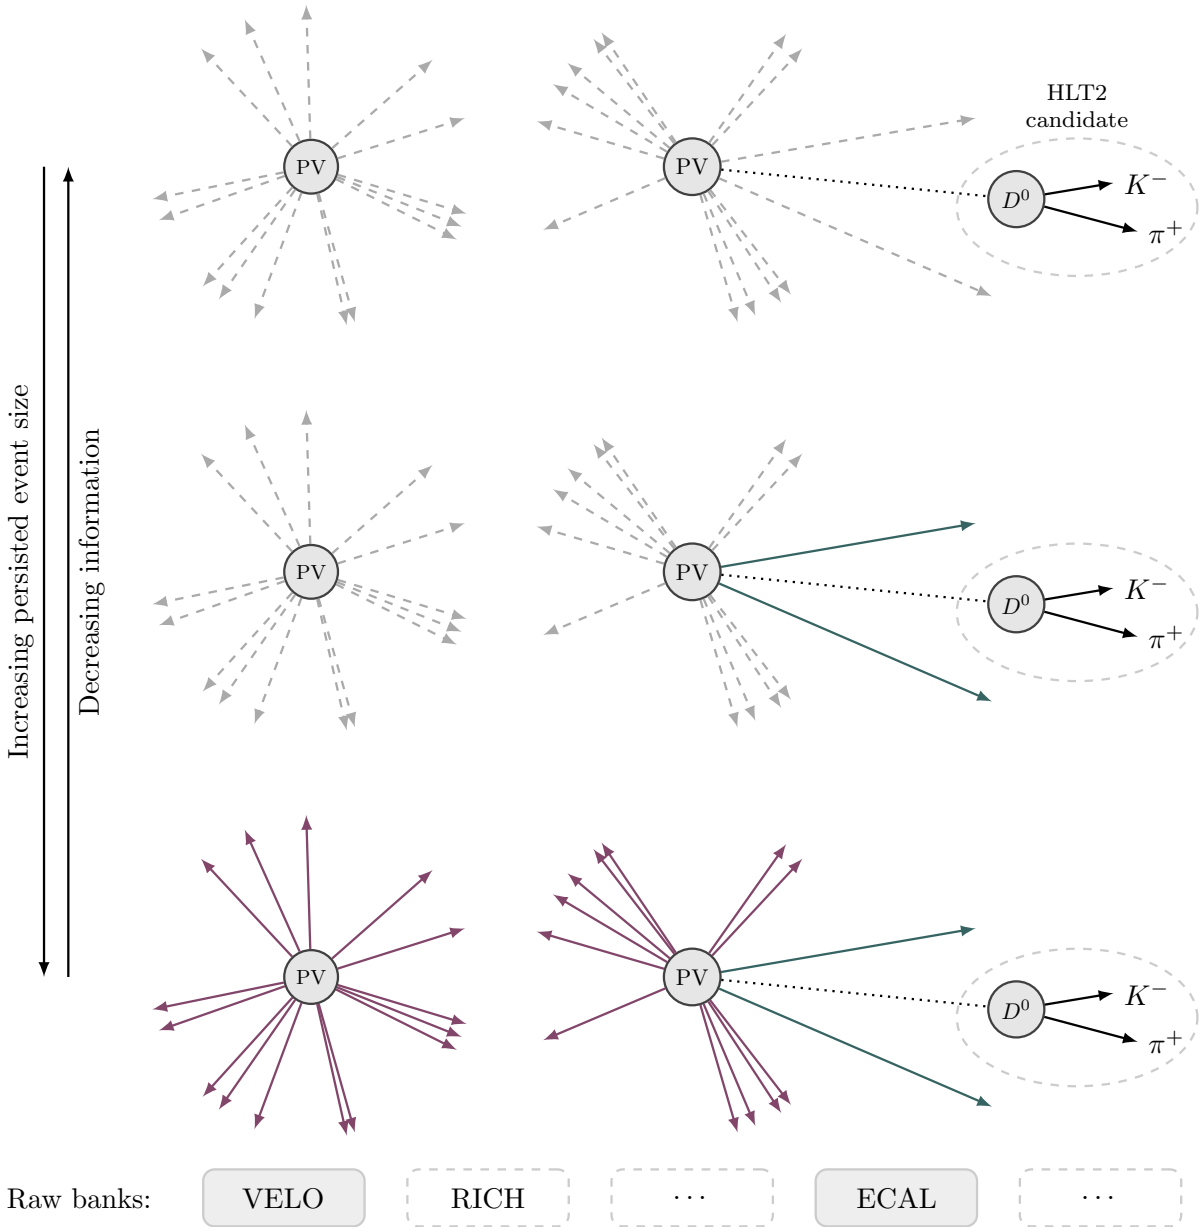 HLT2
candidate
PV
PV
D⁰
K⁻
π⁺
Increasing persisted event size
Decreasing information
PV
PV
D⁰
K⁻
π⁺
PV
PV
D⁰
K⁻
π⁺
Raw banks: VELO RICH ··· ECAL ···